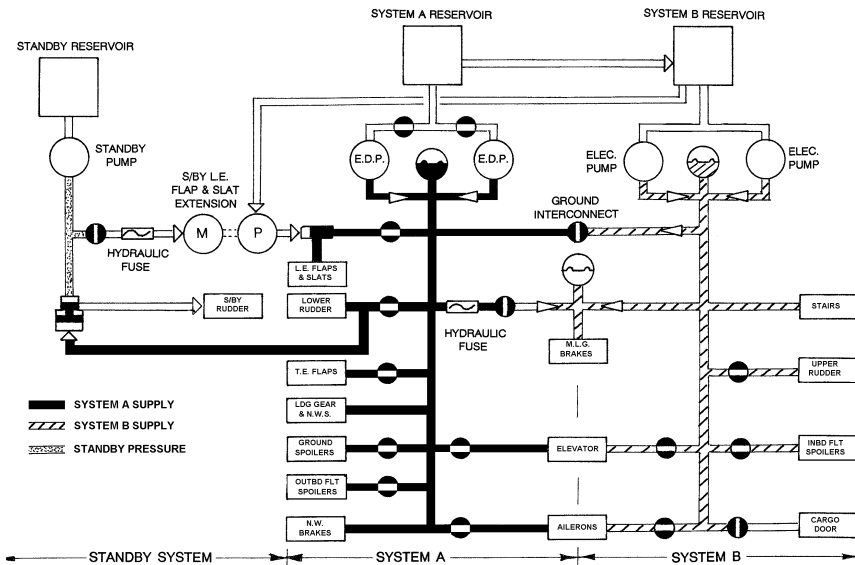 SYSTEM A RESERVOIR
SYSTEM B RESERVOIR
STANDBY RESERVOIR
STANDBY
PUMP
E.D.P.
E.D.P.
ELEC.
PUMP
ELEC.
PUMP
S/BY L.E.
FLAP & SLAT
EXTENSION
GROUND
INTERCONNECT
M
P
HYDRAULIC
FUSE
L.E. FLAPS
& SLATS
S/BY
RUDDER
LOWER
RUDDER
STAIRS
HYDRAULIC
FUSE
M.L.G.
BRAKES
T.E. FLAPS
UPPER
RUDDER
SYSTEM A SUPPLY
SYSTEM B SUPPLY
STANDBY PRESSURE
LDG GEAR
& N.W.S.
GROUND
SPOILERS
ELEVATOR
INBD FLT
SPOILERS
OUTBD FLT
SPOILERS
N.W.
BRAKES
AILERONS
CARGO
DOOR
STANDBY SYSTEM
SYSTEM A
SYSTEM B